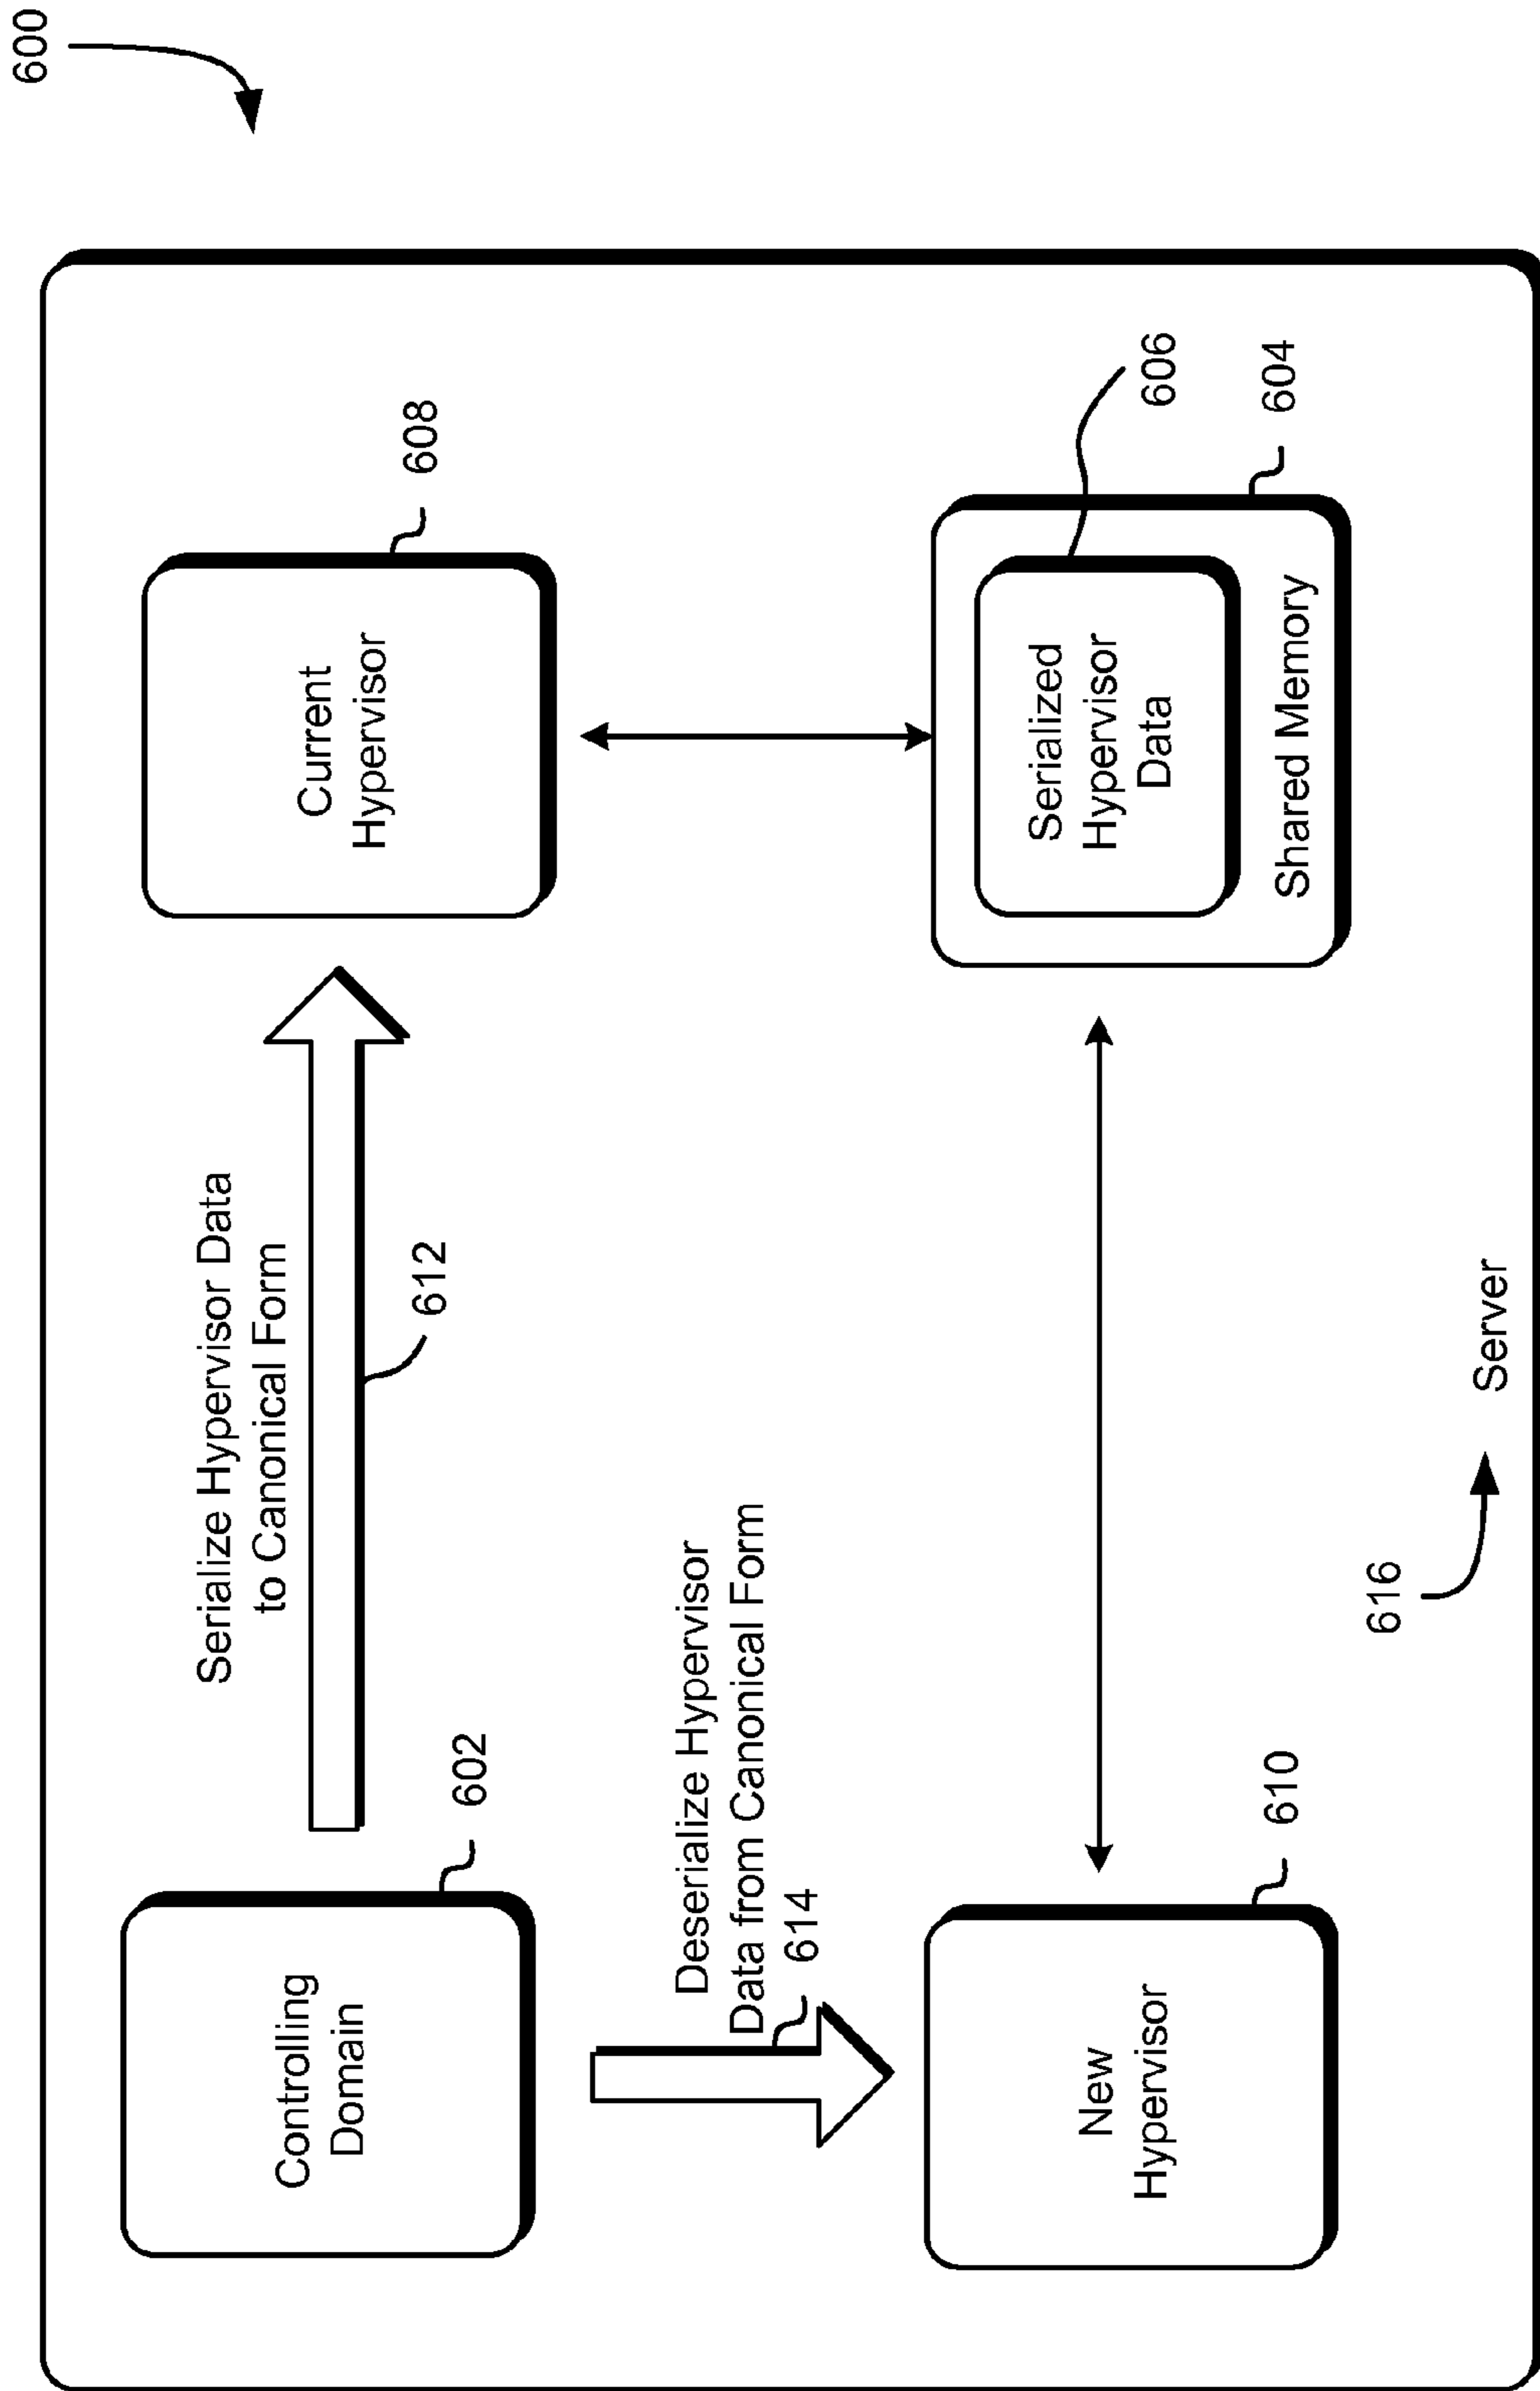 600
Serialize Hypervisor Data
to Canonical Form
612
Controlling
Domain
602
Current
Hypervisor
608
Deserialize Hypervisor
Data from Canonical Form
614
New
Hypervisor
610
Serialized
Hypervisor
Data
606
Shared Memory
604
616
Server